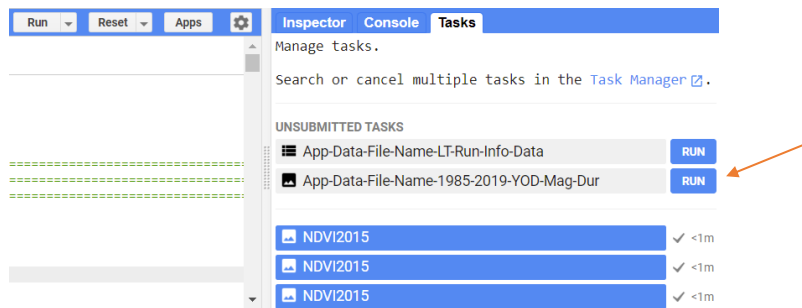 Run Reset Apps Inspector Console Tasks
Manage tasks.
Search or cancel multiple tasks in the Task Manager.
UNSUBMITTED TASKS
App-Data-File-Name-LT-Run-Info-Data RUN
App-Data-File-Name-1985-2019-YOD-Mag-Dur RUN
NDVI2015 <1m
NDVI2015 <1m
NDVI2015 <1m